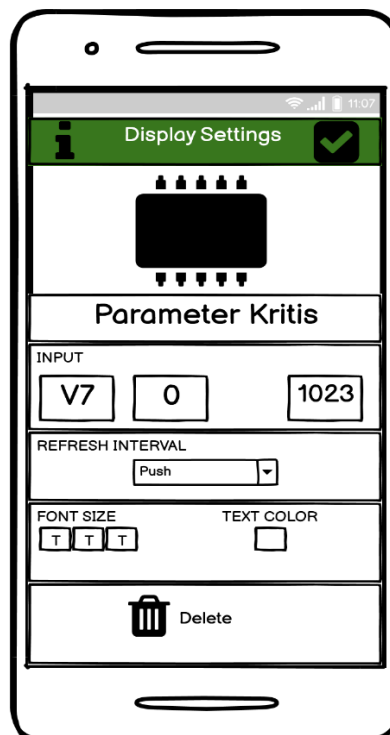 11:07
Display Settings
Parameter Kritis
INPUT
V7 0 1023
REFRESH INTERVAL
Push
FONT SIZE TEXT COLOR
T T T
Delete